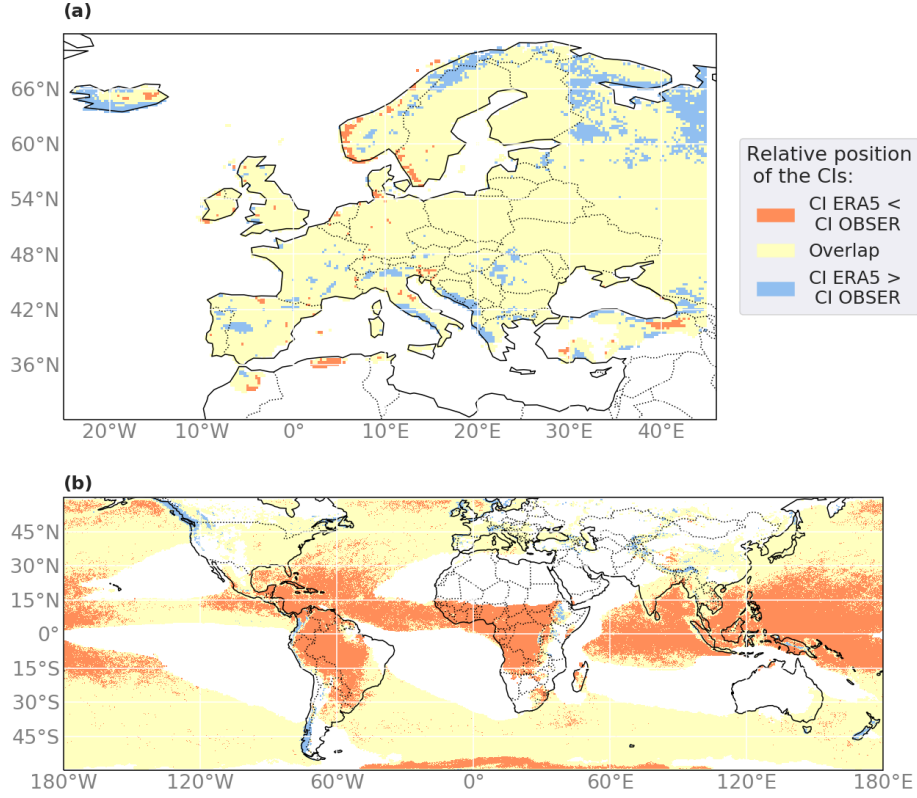 (a)
66°N
60°N
54°N
48°N
42°N
36°N
20°W 10°W 0° 10°E 20°E 30°E 40°E
Relative position
of the CIs:
CI ERA5 <
CI OBSER
Overlap
CI ERA5 >
CI OBSER
(b)
45°N
30°N
15°N
0°
15°S
30°S
45°S
180°W 120°W 60°W 0° 60°E 120°E 180°E